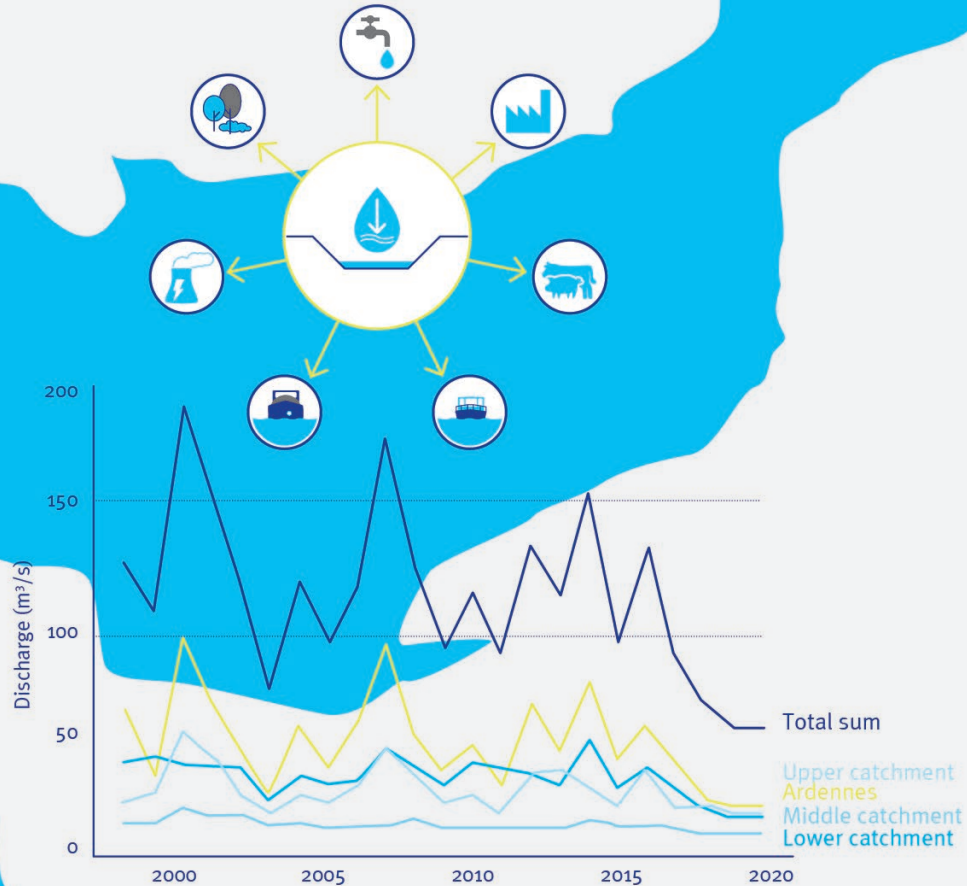 200
150
100
50
0
Discharge (m³/s)
2000
2005
2010
2015
2020
Total sum
Upper catchment
Ardennes
Middle catchment
Lower catchment